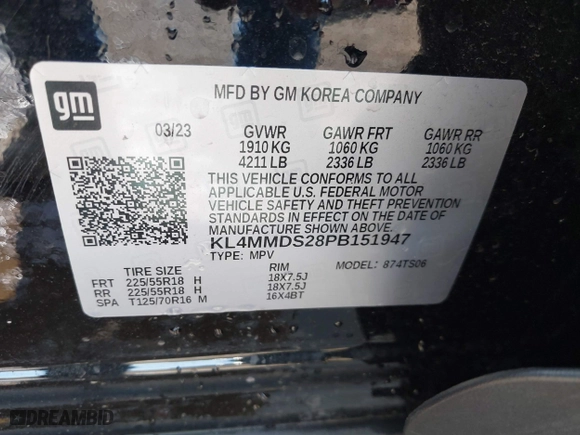 gm
MFD BY GM KOREA COMPANY
03/23 GVWR GAWR FRT GAWR RR
1910 KG 1060 KG 1060 KG
4211 LB 2336 LB 2336 LB
THIS VEHICLE CONFORMS TO ALL
APPLICABLE U.S. FEDERAL MOTOR
VEHICLE SAFETY AND THEFT PREVENTION
STANDARDS IN EFFECT ON THE DATE OF
MANUFACTURE SHOWN ABOVE.
KL4MMDS28PB151947
TYPE: MPV
TIRE SIZE RIM MODEL: 874TS06
FRT 225/55R18 H 18X7.5J
RR 225/55R18 H 18X7.5J
SPA T125/70R16 M 16X4BT
DREAMBID